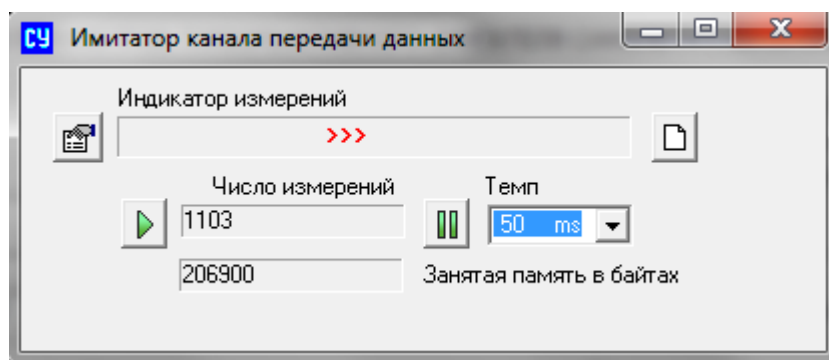 СУ Имитатор канала передачи данных
Индикатор измерений
>>>
Число измерений Темп
1103 50 ms
206900 Занятая память в байтах